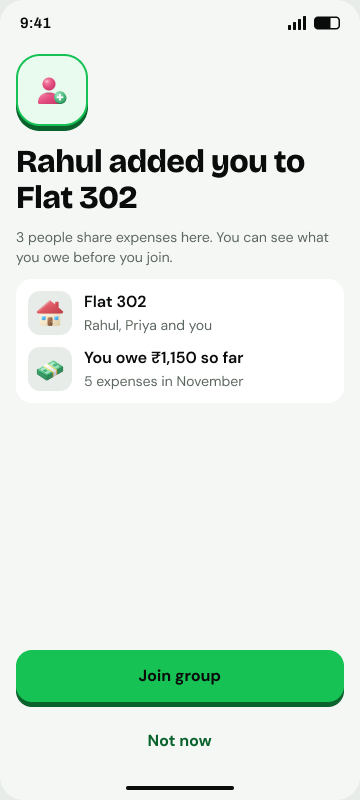 9:41
Rahul added you to
Flat 302
3 people share expenses here. You can see what
you owe before you join.
Flat 302
Rahul, Priya and you
You owe ₹1,150 so far
5 expenses in November
Join group
Not now